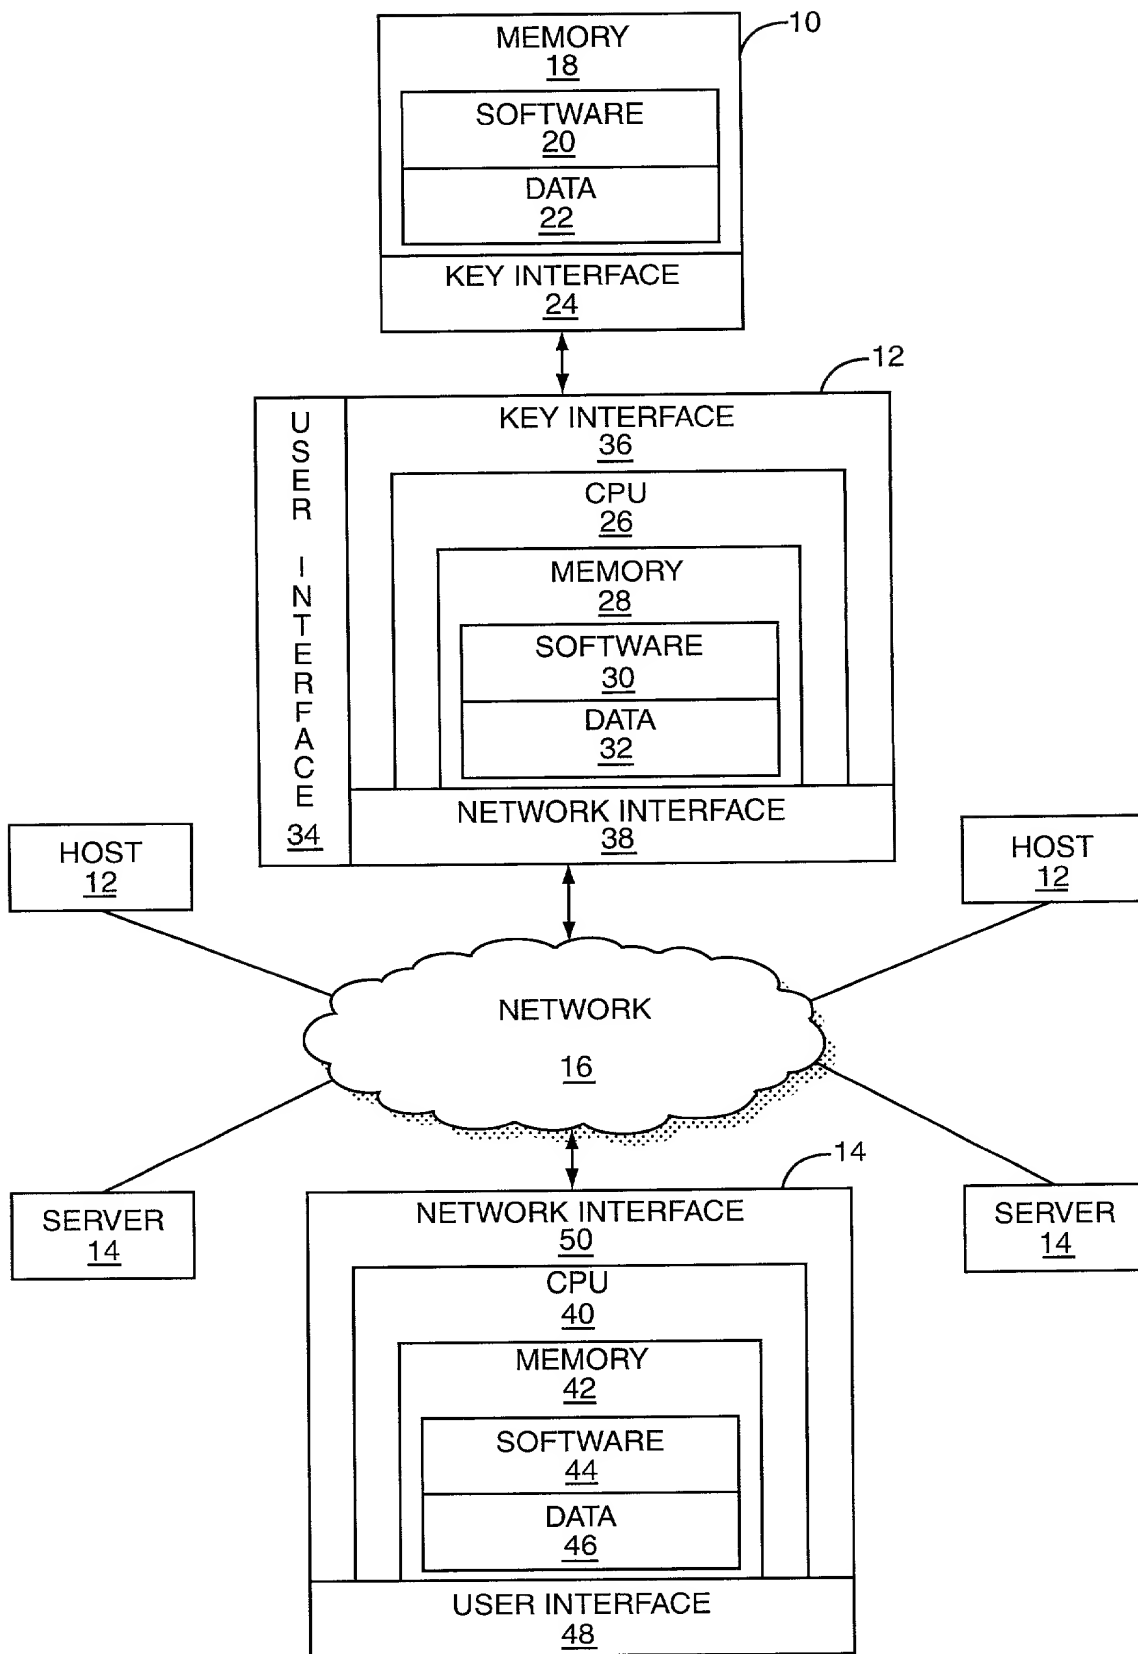 10
MEMORY
18
SOFTWARE
20
DATA
22
KEY INTERFACE
24
12
USER INTERFACE
34
KEY INTERFACE
36
CPU
26
MEMORY
28
SOFTWARE
30
DATA
32
NETWORK INTERFACE
38
HOST
12
HOST
12
NETWORK
16
SERVER
14
SERVER
14
14
NETWORK INTERFACE
50
CPU
40
MEMORY
42
SOFTWARE
44
DATA
46
USER INTERFACE
48